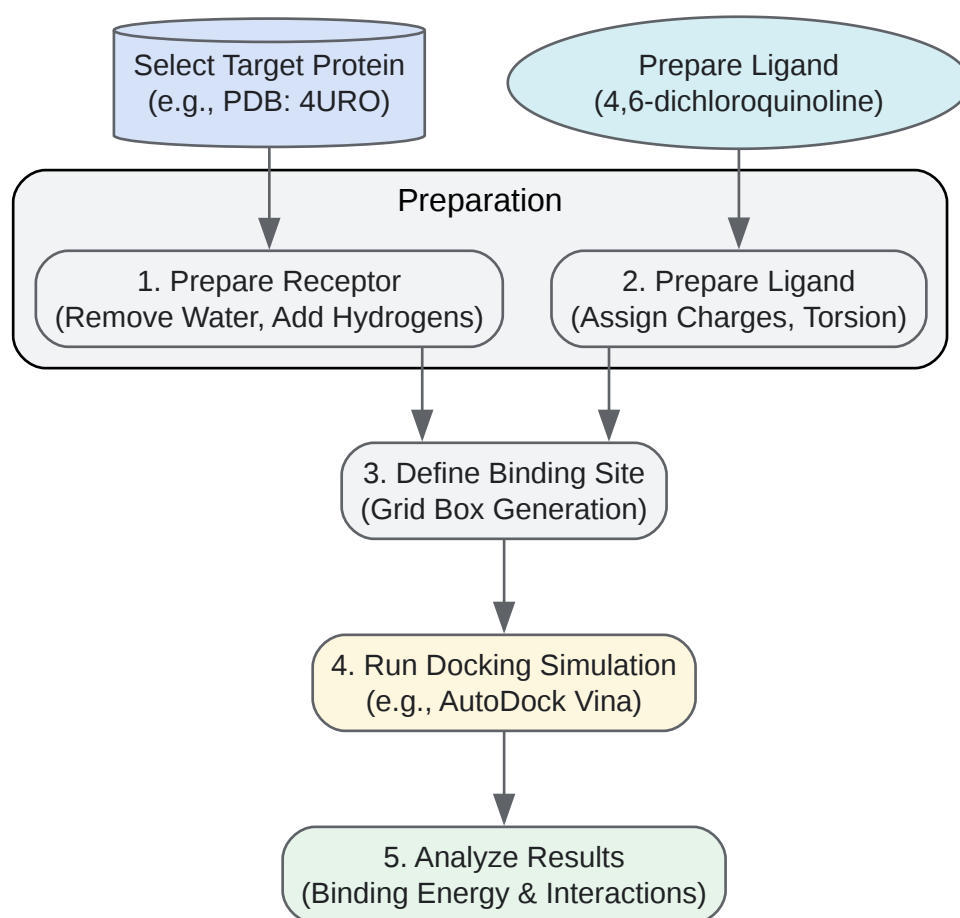 Select Target Protein
(e.g., PDB: 4URO)
Prepare Ligand
(4,6-dichloroquinoline)
Preparation
1. Prepare Receptor
(Remove Water, Add Hydrogens)
2. Prepare Ligand
(Assign Charges, Torsion)
3. Define Binding Site
(Grid Box Generation)
4. Run Docking Simulation
(e.g., AutoDock Vina)
5. Analyze Results
(Binding Energy & Interactions)